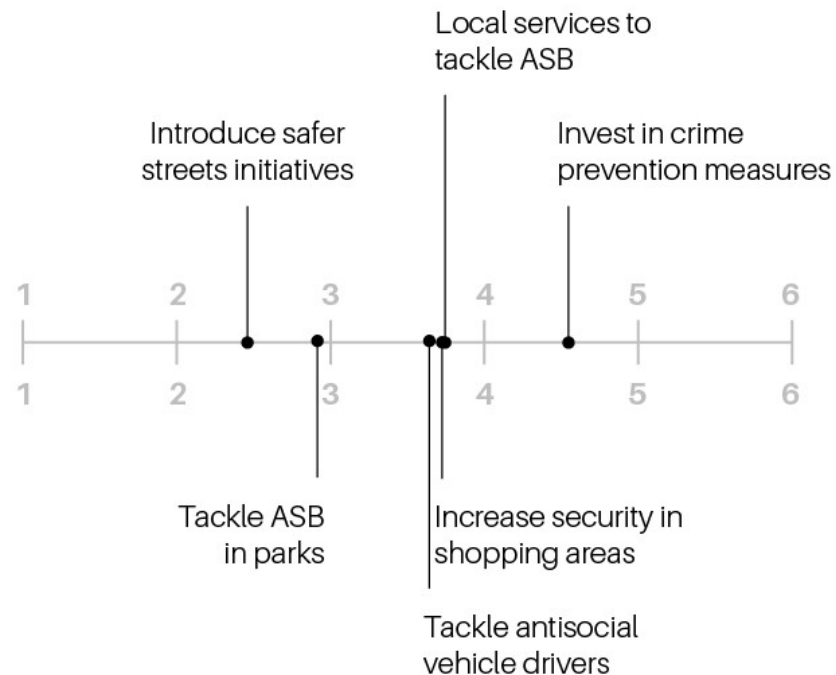 Local services to
tackle ASB
Introduce safer
streets initiatives
Invest in crime
prevention measures
1 2 3 4 5 6
1 2 3 4 5 6
Tackle ASB
in parks
Increase security in
shopping areas
Tackle antisocial
vehicle drivers